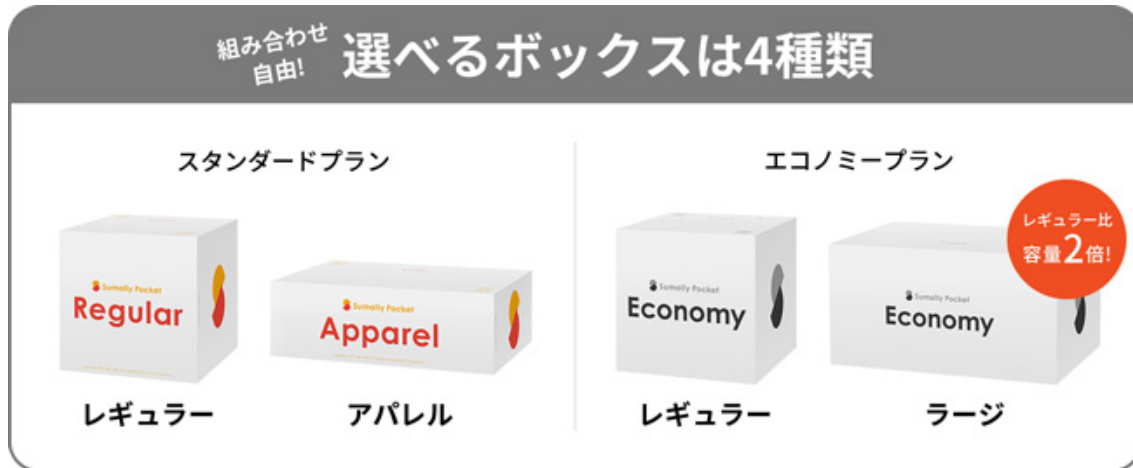 組み合わせ
自由!
選べるボックスは4種類
スタンダードプラン
Sumally Pocket
Regular
レギュラー
Sumally Pocket
Apparel
アパレル
エコノミープラン
Sumally Pocket
Economy
レギュラー
レギュラー比
容量2倍!
Sumally Pocket
Economy
ラージ